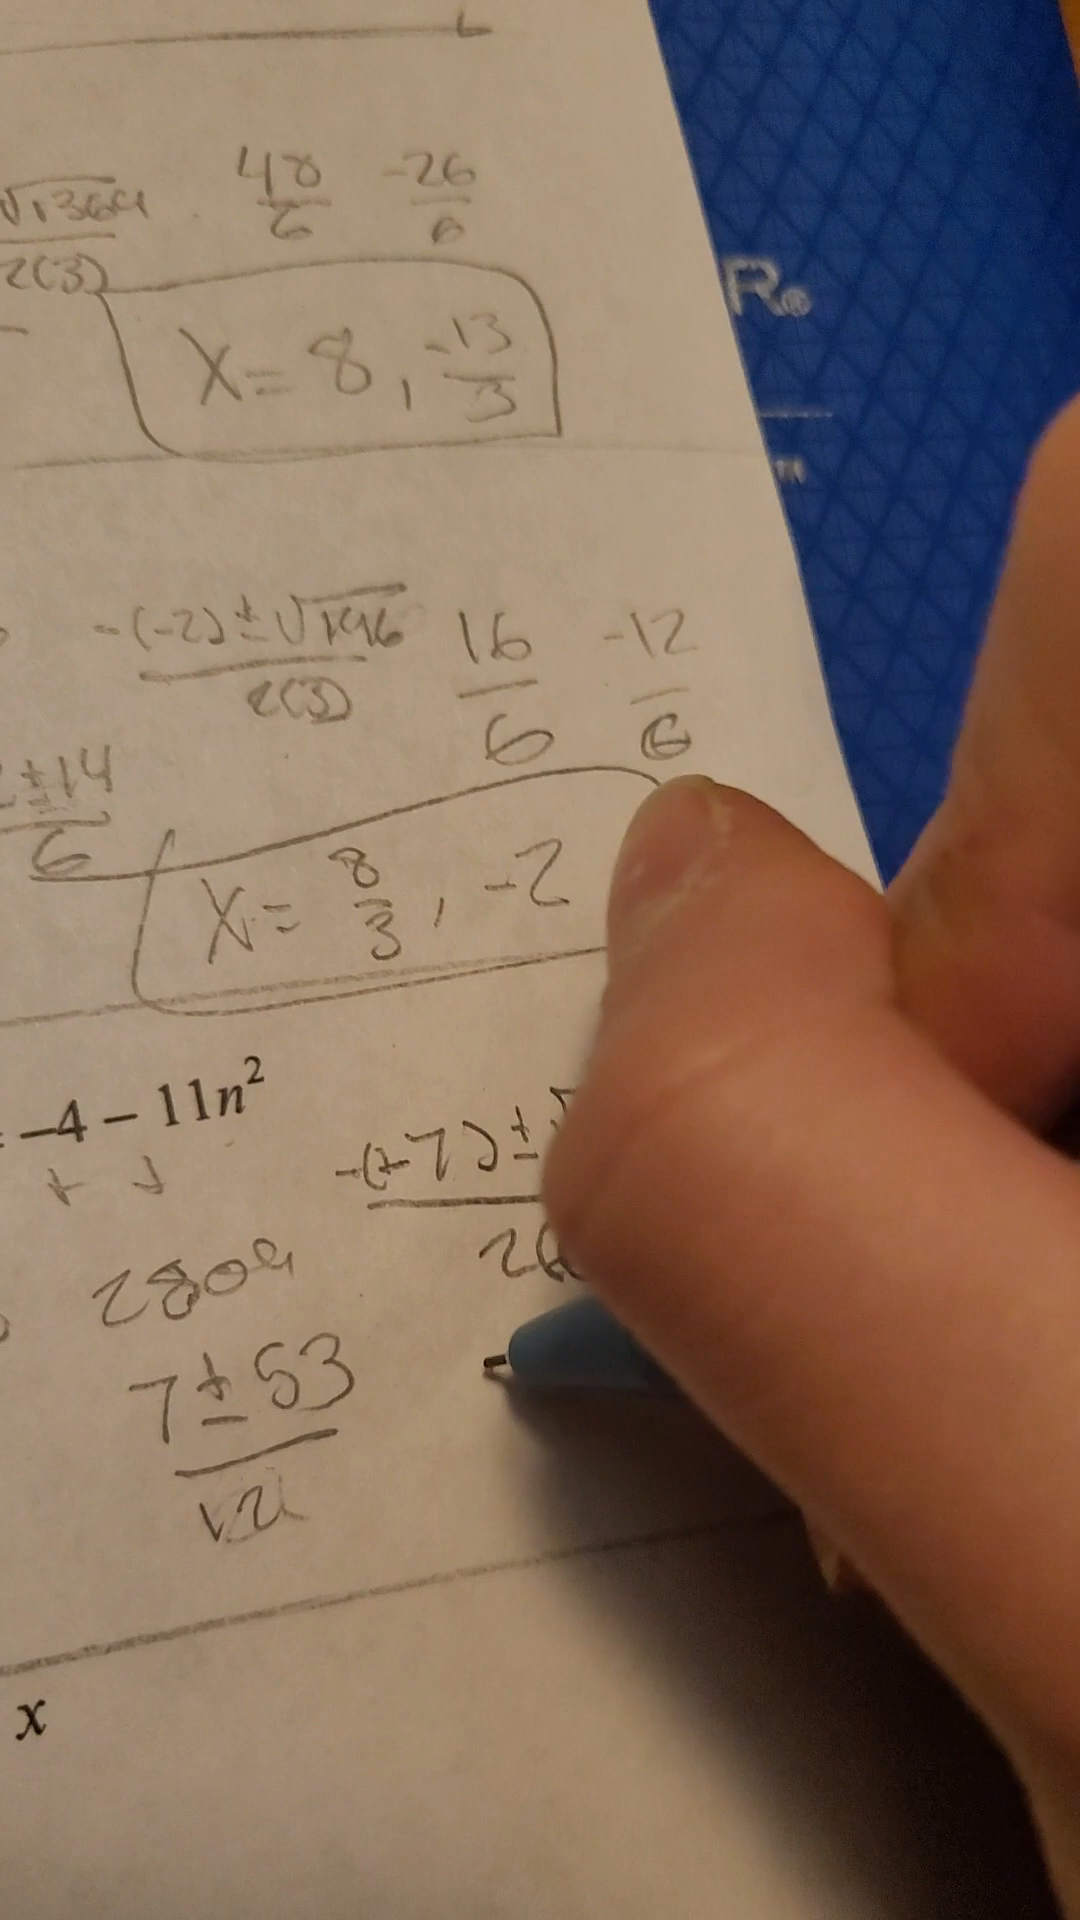 √1369
2(3)
48/6 -26/6
x = 8, -13/3
-(-2) ± √196
2(3)
16/6 -12/6
± 14
6
x = 8/3, -2
= -4 - 11n²
-(-7) ±
2(6
2809
7 ± 53
12
x
R®